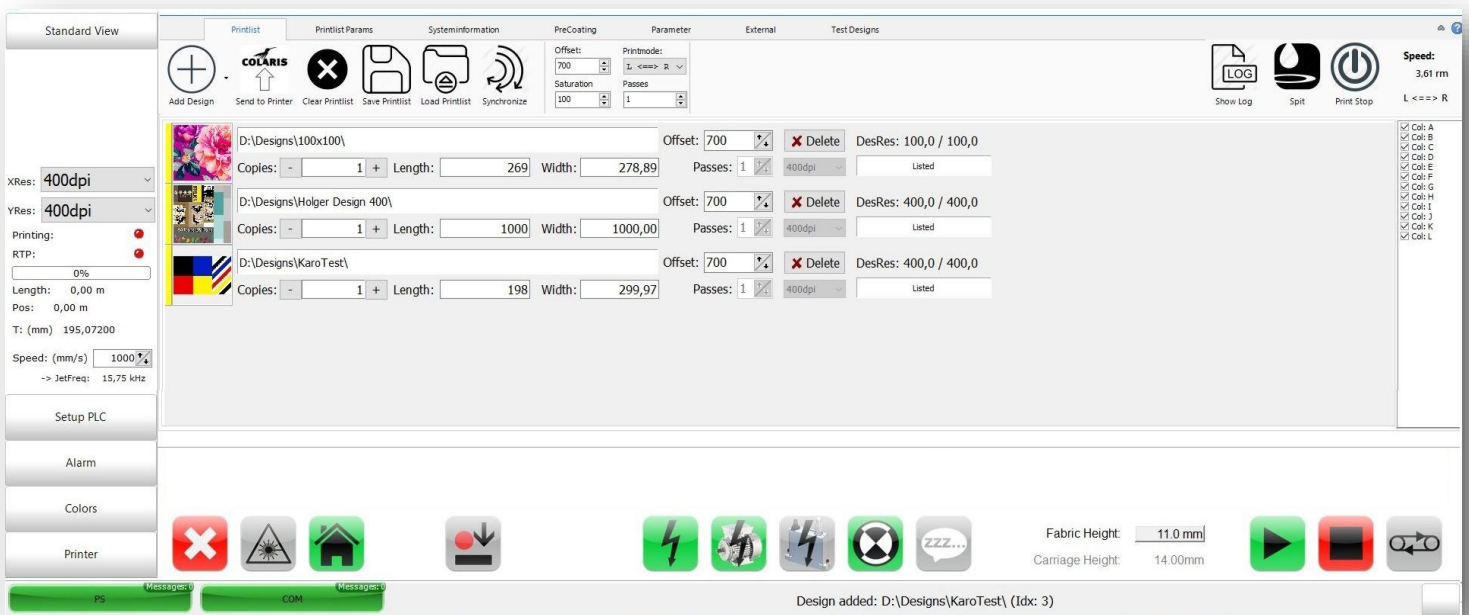 Standard View
Printlist Printlist Params Systeminformation PreCoating Parameter External Test Designs
Offset: Printmode:
700 L <==> R
Saturation Passes
100 1
COLARIS
Add Design Send to Printer Clear Printlist Save Printlist Load Printlist Synchronize
LOG
Show Log Spit Print Stop
Speed:
3,61 rm
L <==> R
XRes: 400dpi
YRes: 400dpi
Printing:
RTP:
0%
Length: 0,00 m
Pos: 0,00 m
T: (mm) 195,07200
Speed: (mm/s) 1000
-> JetFreq: 15,75 kHz
Setup PLC
Alarm
Colors
Printer
D:\Designs\100x100\ Offset: 700 Delete DesRes: 100,0 / 100,0
Copies: - 1 + Length: 269 Width: 278,89 Passes: 1 400dpi Listed
D:\Designs\Holger Design 400\ Offset: 700 Delete DesRes: 400,0 / 400,0
Copies: - 1 + Length: 1000 Width: 1000,00 Passes: 1 400dpi Listed
D:\Designs\KaroTest\ Offset: 700 Delete DesRes: 400,0 / 400,0
Copies: - 1 + Length: 198 Width: 299,97 Passes: 1 400dpi Listed
Col: A
Col: B
Col: C
Col: D
Col: E
Col: F
Col: G
Col: H
Col: I
Col: J
Col: K
Col: L
zzz...
Fabric Height: 11.0 mm
Carriage Height: 14.00mm
Messages: 0
PS
Messages: 0
COM
Design added: D:\Designs\KaroTest\ (Idx: 3)